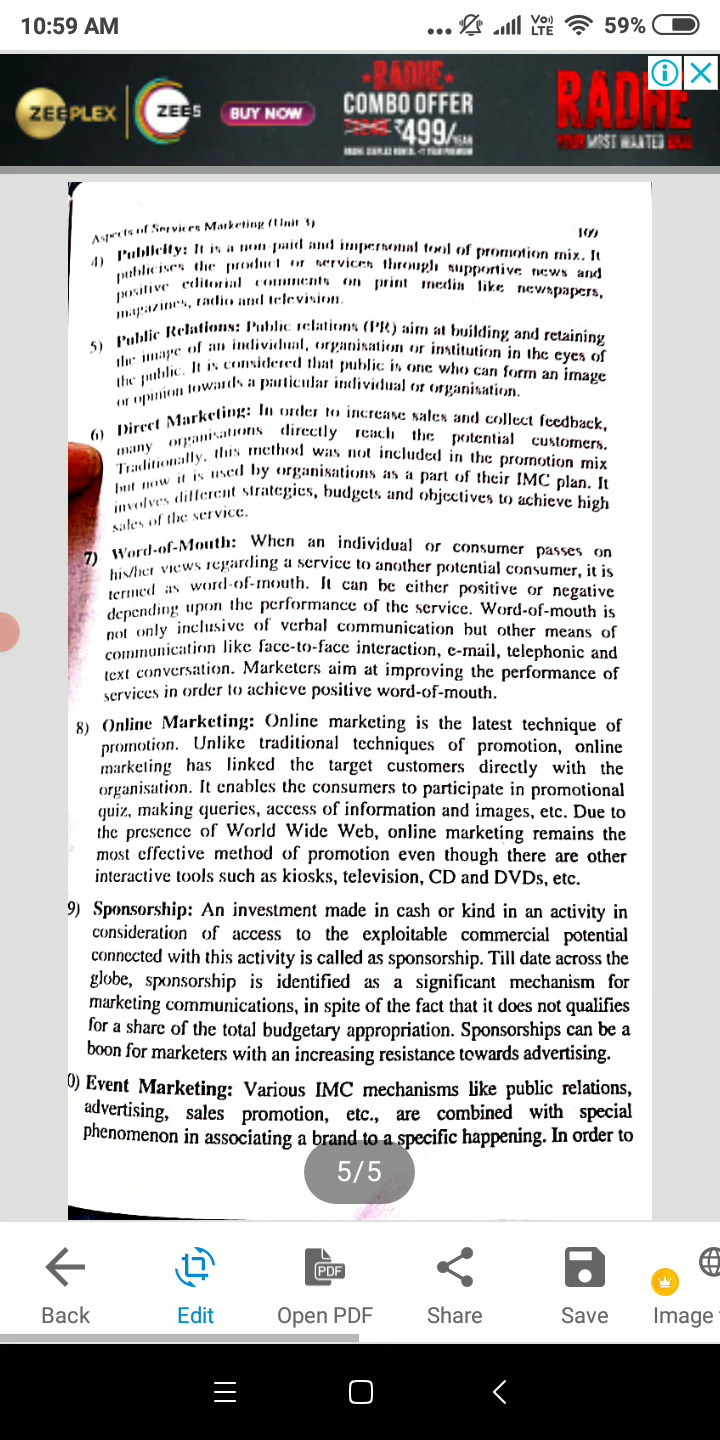 10:59 AM
... Vo) LTE 59%
ZEEPLEX ZEE5 BUY NOW
RADHE
COMBO OFFER
₹499/YEAR
RADHE
YOUR MOST WANTED BHAI
Aspects of Services Marketing (Unit 3) 109
4) Publicity: It is a non-paid and impersonal tool of promotion mix. It
publicises the product or services through supportive news and
positive editorial comments on print media like newspapers,
magazines, radio and television.
5) Public Relations: Public relations (PR) aim at building and retaining
the image of an individual, organisation or institution in the eyes of
the public. It is considered that public is one who can form an image
or opinion towards a particular individual or organisation.
6) Direct Marketing: In order to increase sales and collect feedback,
many organisations directly reach the potential customers.
Traditionally, this method was not included in the promotion mix
but now it is used by organisations as a part of their IMC plan. It
involves different strategies, budgets and objectives to achieve high
sales of the service.
7) Word-of-Mouth: When an individual or consumer passes on
his/her views regarding a service to another potential consumer, it is
termed as word-of-mouth. It can be either positive or negative
depending upon the performance of the service. Word-of-mouth is
not only inclusive of verbal communication but other means of
communication like face-to-face interaction, e-mail, telephonic and
text conversation. Marketers aim at improving the performance of
services in order to achieve positive word-of-mouth.
8) Online Marketing: Online marketing is the latest technique of
promotion. Unlike traditional techniques of promotion, online
marketing has linked the target customers directly with the
organisation. It enables the consumers to participate in promotional
quiz, making queries, access of information and images, etc. Due to
the presence of World Wide Web, online marketing remains the
most effective method of promotion even though there are other
interactive tools such as kiosks, television, CD and DVDs, etc.
9) Sponsorship: An investment made in cash or kind in an activity in
consideration of access to the exploitable commercial potential
connected with this activity is called as sponsorship. Till date across the
globe, sponsorship is identified as a significant mechanism for
marketing communications, in spite of the fact that it does not qualifies
for a share of the total budgetary appropriation. Sponsorships can be a
boon for marketers with an increasing resistance towards advertising.
0) Event Marketing: Various IMC mechanisms like public relations,
advertising, sales promotion, etc., are combined with special
phenomenon in associating a brand to a specific happening. In order to
5/5
PDF
Back Edit Open PDF Share Save Image